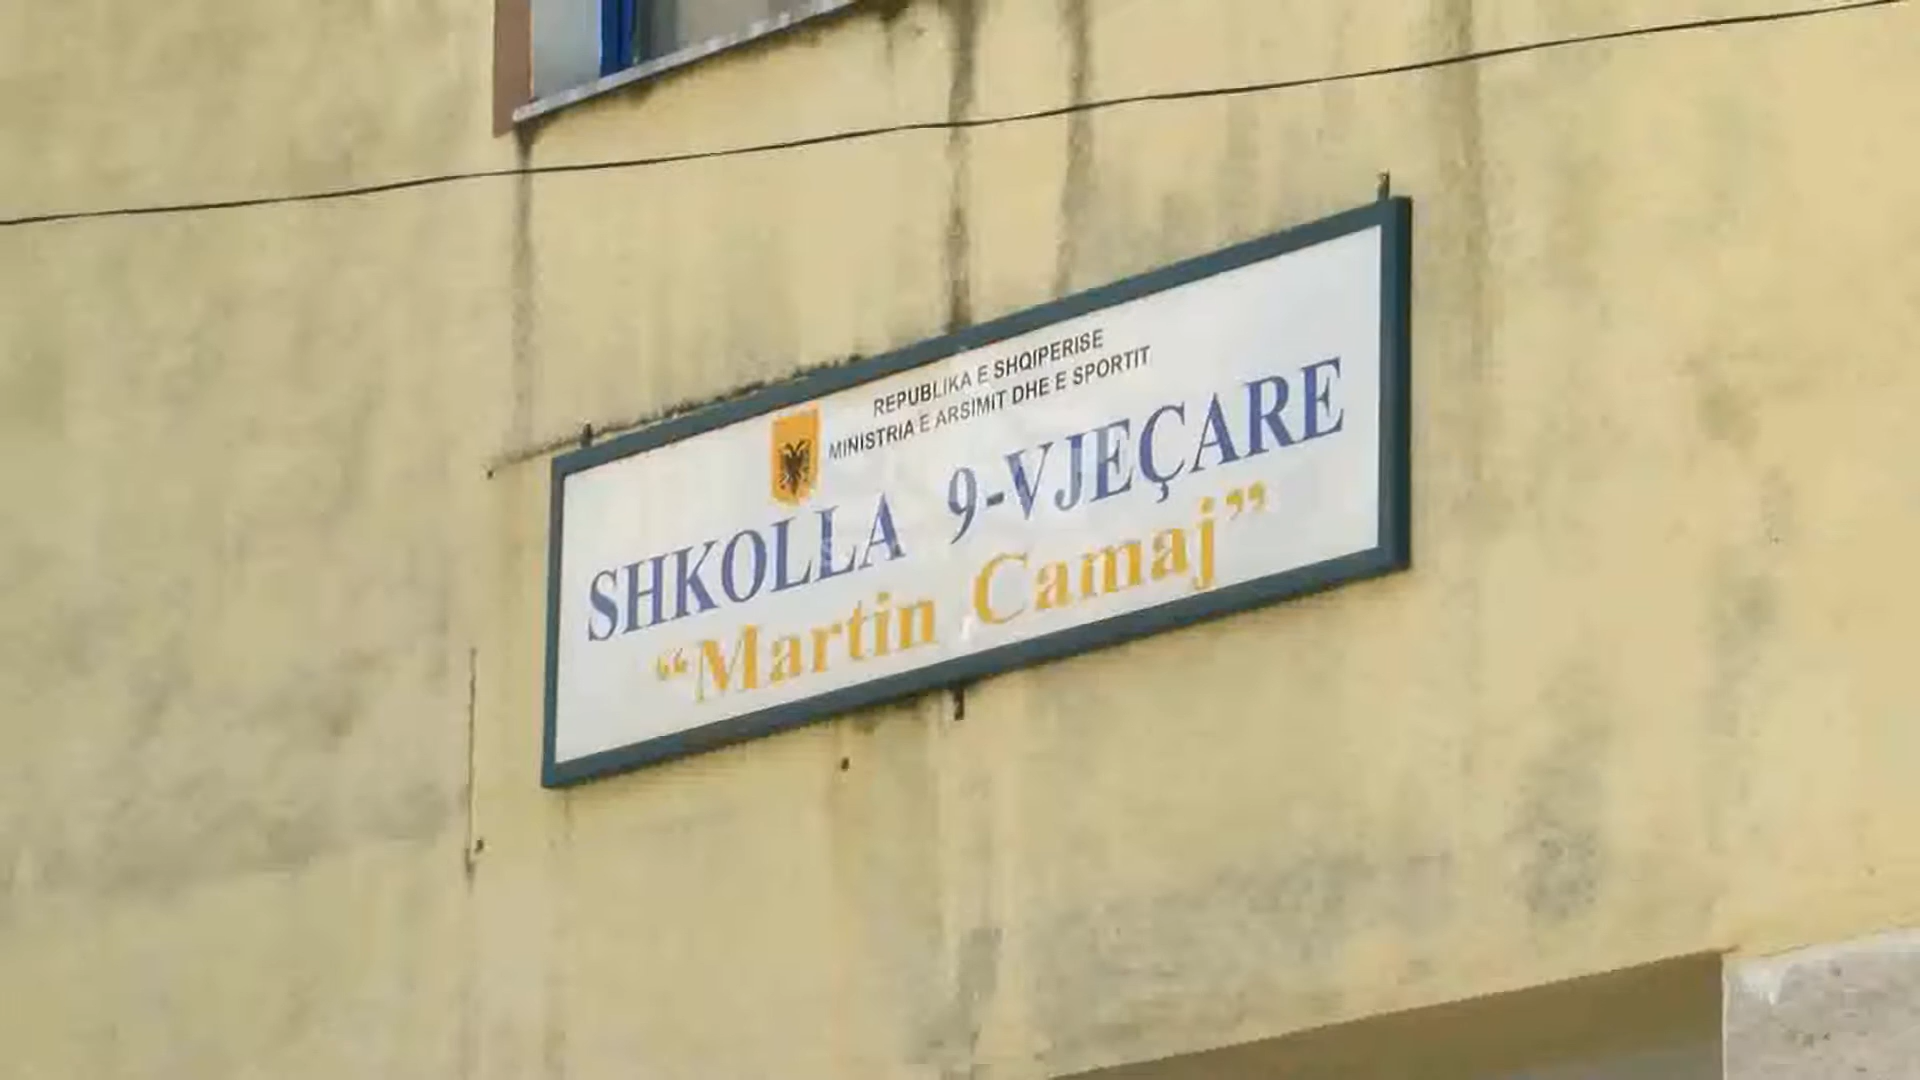 REPUBLIKA E SHQIPERISE
MINISTRIA E ARSIMIT DHE E SPORTIT
SHKOLLA 9-VJEÇARE
“Martin Camaj”